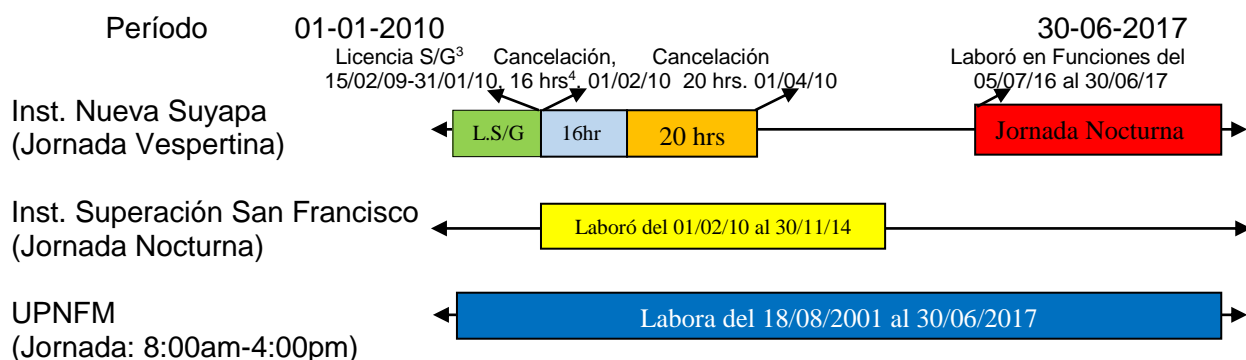 Período 01-01-2010 30-06-2017
Licencia S/G³ Cancelación, Cancelación Laboró en Funciones del
15/02/09-31/01/10, 16 hrs⁴, 01/02/10 20 hrs. 01/04/10 05/07/16 al 30/06/17
Inst. Nueva Suyapa L.S/G 16hr 20 hrs Jornada Nocturna
(Jornada Vespertina)
Inst. Superación San Francisco Laboró del 01/02/10 al 30/11/14
(Jornada Nocturna)
UPNFM Labora del 18/08/2001 al 30/06/2017
(Jornada: 8:00am-4:00pm)